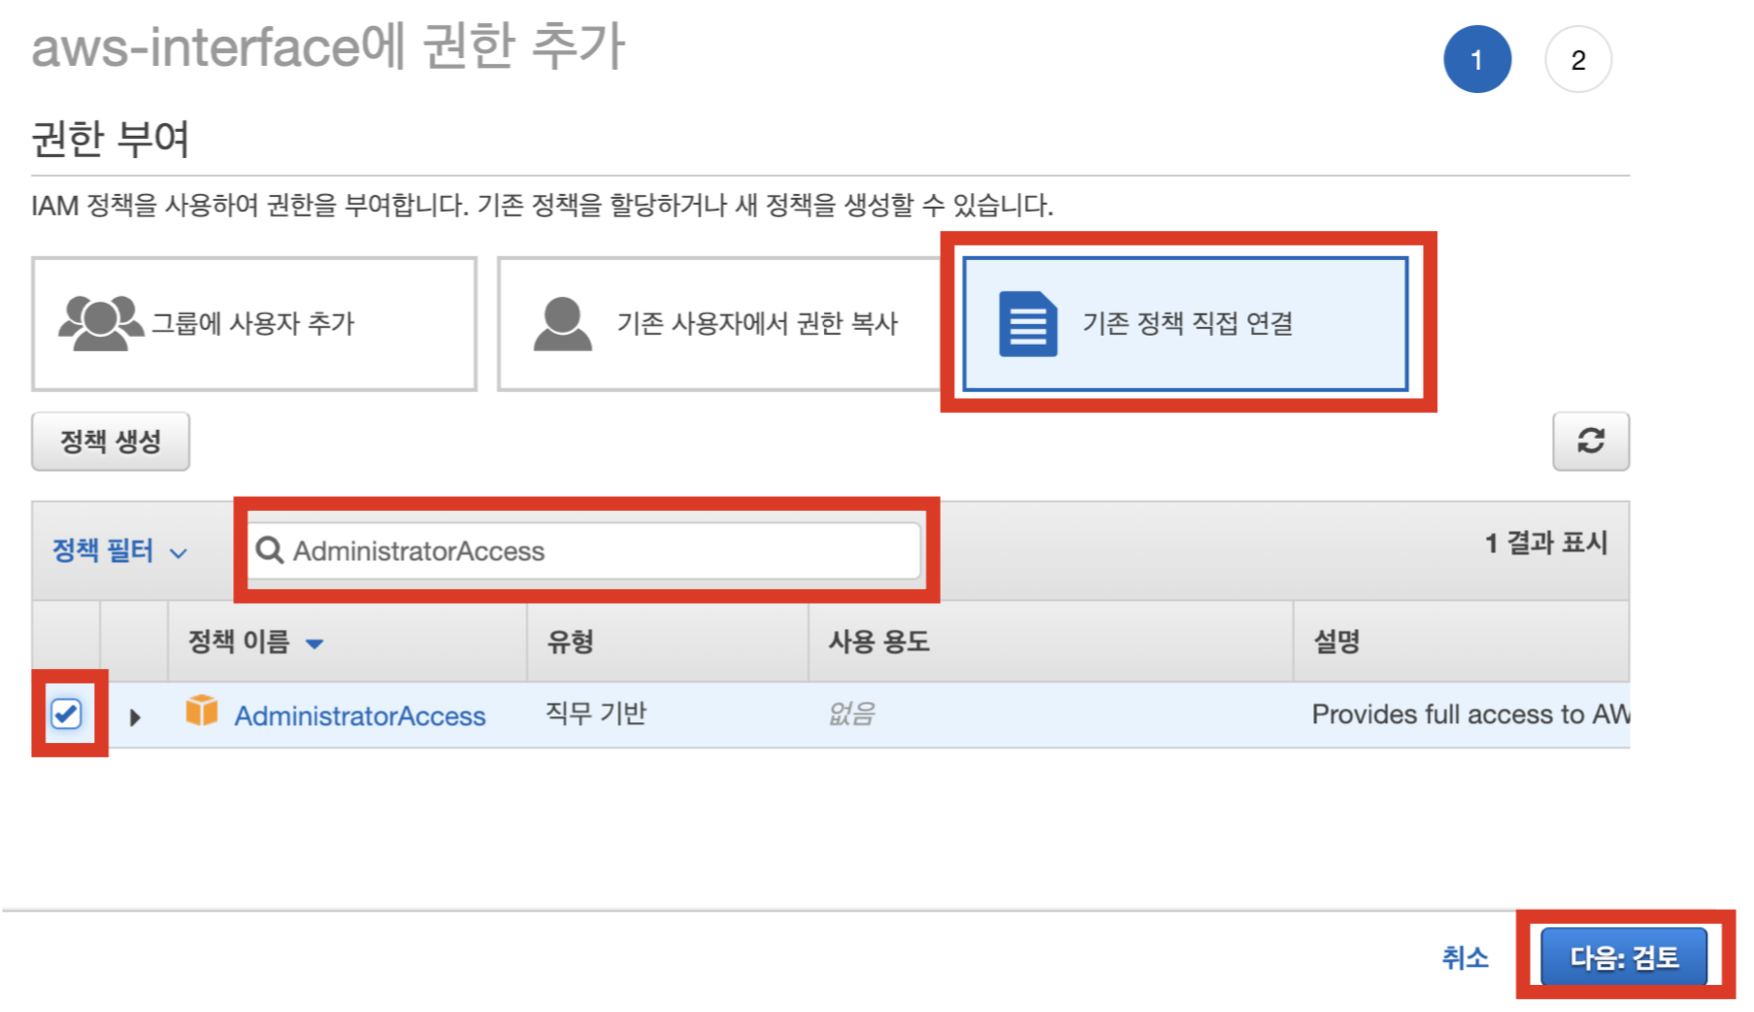 aws-interface에 권한 추가
1
2
권한 부여
IAM 정책을 사용하여 권한을 부여합니다. 기존 정책을 할당하거나 새 정책을 생성할 수 있습니다.
그룹에 사용자 추가
기존 사용자에서 권한 복사
기존 정책 직접 연결
정책 생성
정책 필터
AdministratorAccess
1 결과 표시
정책 이름
유형
사용 용도
설명
AdministratorAccess
직무 기반
없음
Provides full access to AW
취소
다음: 검토